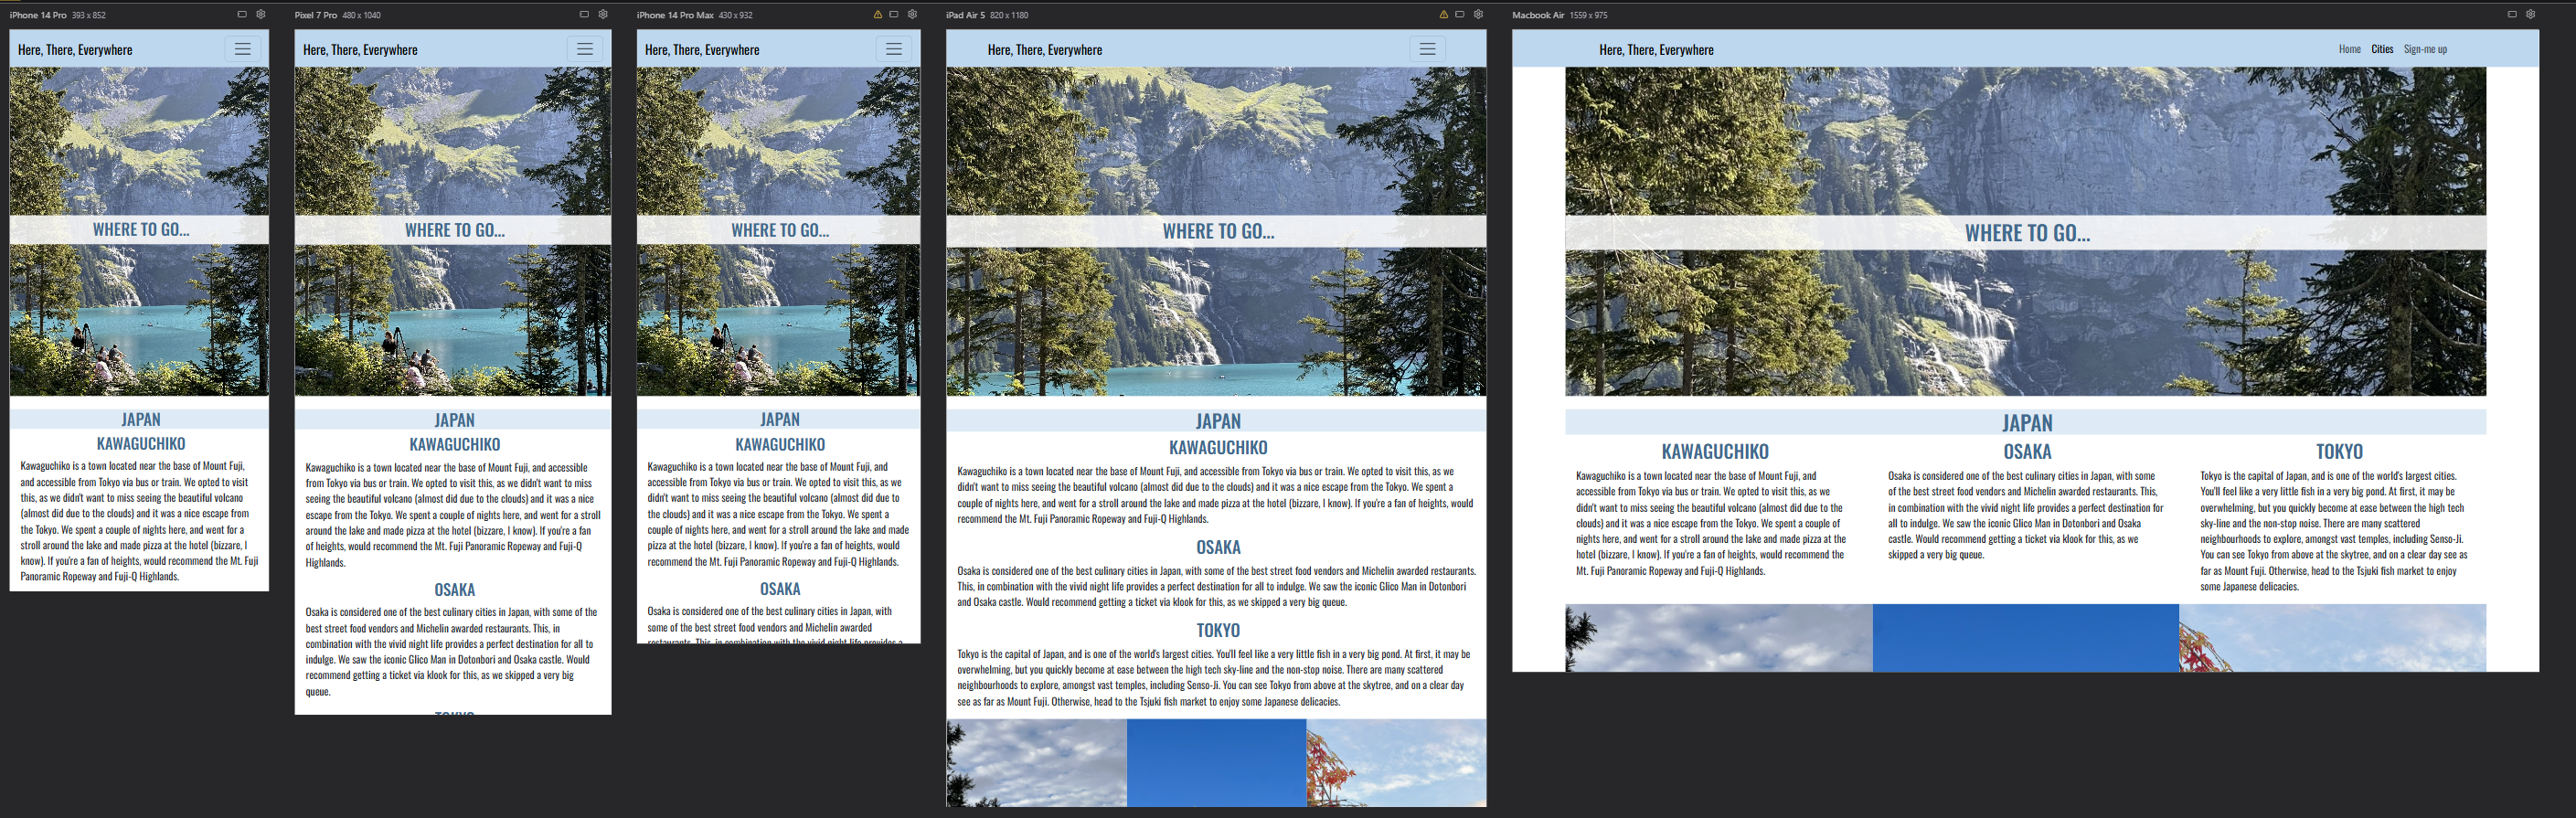 iPhone 14 Pro 393 x 852
Here, There, Everywhere
WHERE TO GO...
JAPAN
KAWAGUCHIKO
Kawaguchiko is a town located near the base of Mount Fuji,
and accessible from Tokyo via bus or train. We opted to visit
this, as we didn't want to miss seeing the beautiful volcano
(almost did due to the clouds) and it was a nice escape from
the Tokyo. We spent a couple of nights here, and went for a
stroll around the lake and made pizza at the hotel (bizzare, I
know). If you're a fan of heights, would recommend the Mt. Fuji
Panoramic Ropeway and Fuji-Q Highlands.
Pixel 7 Pro 480 x 1040
Here, There, Everywhere
WHERE TO GO...
JAPAN
KAWAGUCHIKO
Kawaguchiko is a town located near the base of Mount Fuji, and accessible
from Tokyo via bus or train. We opted to visit this, as we didn't want to miss
seeing the beautiful volcano (almost did due to the clouds) and it was a nice
escape from the Tokyo. We spent a couple of nights here, and went for a stroll
around the lake and made pizza at the hotel (bizzare, I know). If you're a fan
of heights, would recommend the Mt. Fuji Panoramic Ropeway and Fuji-Q
Highlands.
OSAKA
Osaka is considered one of the best culinary cities in Japan, with some of the
best street food vendors and Michelin awarded restaurants. This, in
combination with the vivid night life provides a perfect destination for all to
indulge. We saw the iconic Glico Man in Dotonbori and Osaka castle. Would
recommend getting a ticket via klook for this, as we skipped a very big
queue.
TOKYO
iPhone 14 Pro Max 430 x 932
Here, There, Everywhere
WHERE TO GO...
JAPAN
KAWAGUCHIKO
Kawaguchiko is a town located near the base of Mount Fuji, and
accessible from Tokyo via bus or train. We opted to visit this, as we
didn't want to miss seeing the beautiful volcano (almost did due to
the clouds) and it was a nice escape from the Tokyo. We spent a
couple of nights here, and went for a stroll around the lake and made
pizza at the hotel (bizzare, I know). If you're a fan of heights, would
recommend the Mt. Fuji Panoramic Ropeway and Fuji-Q Highlands.
OSAKA
Osaka is considered one of the best culinary cities in Japan, with
some of the best street food vendors and Michelin awarded
restaurants. This, in combination with the vivid night life provides a
iPad Air 5 820 x 1180
Here, There, Everywhere
WHERE TO GO...
JAPAN
KAWAGUCHIKO
Kawaguchiko is a town located near the base of Mount Fuji, and accessible from Tokyo via bus or train. We opted to visit this, as we
didn't want to miss seeing the beautiful volcano (almost did due to the clouds) and it was a nice escape from the Tokyo. We spent a
couple of nights here, and went for a stroll around the lake and made pizza at the hotel (bizzare, I know). If you're a fan of heights, would
recommend the Mt. Fuji Panoramic Ropeway and Fuji-Q Highlands.
OSAKA
Osaka is considered one of the best culinary cities in Japan, with some of the best street food vendors and Michelin awarded restaurants.
This, in combination with the vivid night life provides a perfect destination for all to indulge. We saw the iconic Glico Man in Dotonbori
and Osaka castle. Would recommend getting a ticket via klook for this, as we skipped a very big queue.
TOKYO
Tokyo is the capital of Japan, and is one of the world's largest cities. You'll feel like a very little fish in a very big pond. At first, it may be
overwhelming, but you quickly become at ease between the high tech sky-line and the non-stop noise. There are many scattered
neighbourhoods to explore, amongst vast temples, including Senso-Ji. You can see Tokyo from above at the skytree, and on a clear day
see as far as Mount Fuji. Otherwise, head to the Tsjuki fish market to enjoy some Japanese delicacies.
Macbook Air 1559 x 975
Here, There, Everywhere
Home Cities Sign-me up
WHERE TO GO...
JAPAN
KAWAGUCHIKO
Kawaguchiko is a town located near the base of Mount Fuji, and
accessible from Tokyo via bus or train. We opted to visit this, as we
didn't want to miss seeing the beautiful volcano (almost did due to the
clouds) and it was a nice escape from the Tokyo. We spent a couple of
nights here, and went for a stroll around the lake and made pizza at the
hotel (bizzare, I know). If you're a fan of heights, would recommend the
Mt. Fuji Panoramic Ropeway and Fuji-Q Highlands.
OSAKA
Osaka is considered one of the best culinary cities in Japan, with some
of the best street food vendors and Michelin awarded restaurants. This,
in combination with the vivid night life provides a perfect destination for
all to indulge. We saw the iconic Glico Man in Dotonbori and Osaka
castle. Would recommend getting a ticket via klook for this, as we
skipped a very big queue.
TOKYO
Tokyo is the capital of Japan, and is one of the world's largest cities.
You'll feel like a very little fish in a very big pond. At first, it may be
overwhelming, but you quickly become at ease between the high tech
sky-line and the non-stop noise. There are many scattered
neighbourhoods to explore, amongst vast temples, including Senso-Ji.
You can see Tokyo from above at the skytree, and on a clear day see as
far as Mount Fuji. Otherwise, head to the Tsjuki fish market to enjoy
some Japanese delicacies.